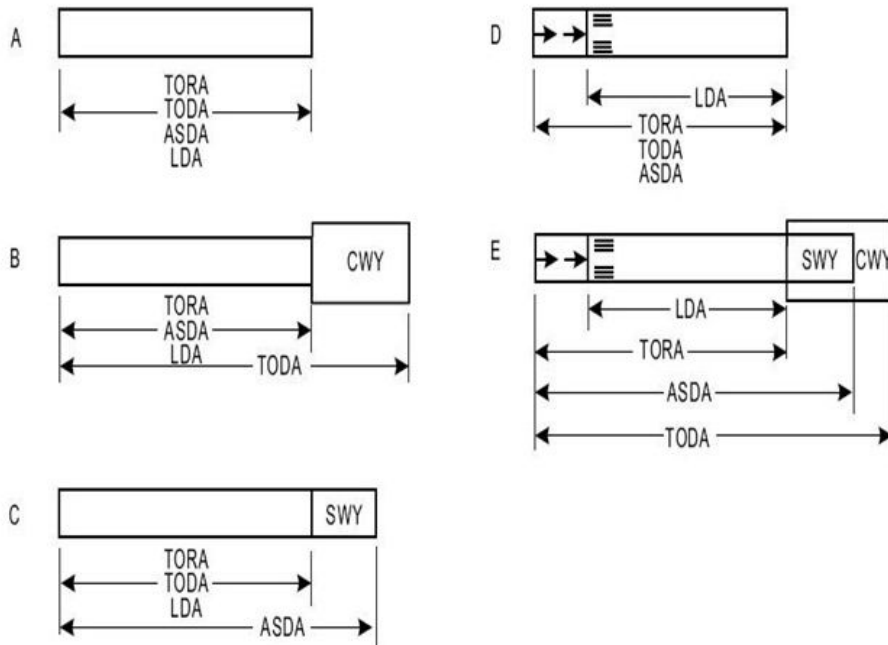 A
TORA
TODA
ASDA
LDA
B
CWY
TORA
ASDA
LDA
TODA
C
SWY
TORA
TODA
LDA
ASDA
D
LDA
TORA
TODA
ASDA
E
SWY CWY
LDA
TORA
ASDA
TODA